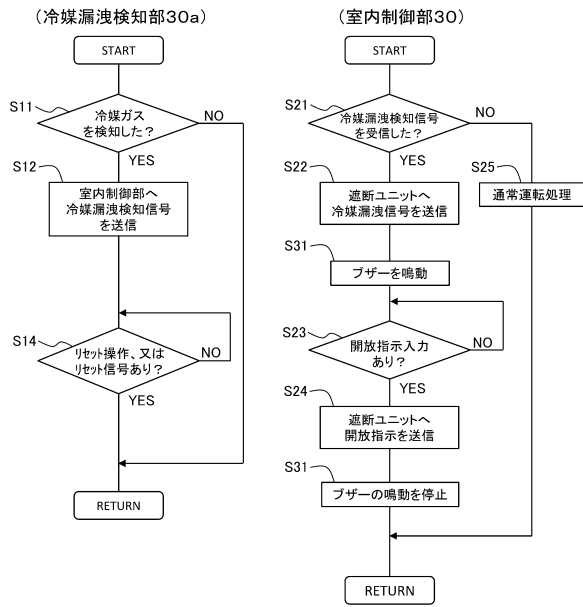 （冷媒漏洩検知部30a）
START
S11
冷媒ガス
を検知した？
NO
YES
S12
室内制御部へ
冷媒漏洩検知信号
を送信
S14
リセット操作、又は
リセット信号あり？
NO
YES
RETURN
（室内制御部30）
START
S21
冷媒漏洩検知信号
を受信した？
NO
YES
S22
遮断ユニットへ
冷媒漏洩信号を送信
S25
通常運転処理
S31
ブザーを鳴動
S23
開放指示入力
あり？
NO
YES
S24
遮断ユニットへ
開放指示を送信
S31
ブザーの鳴動を停止
RETURN